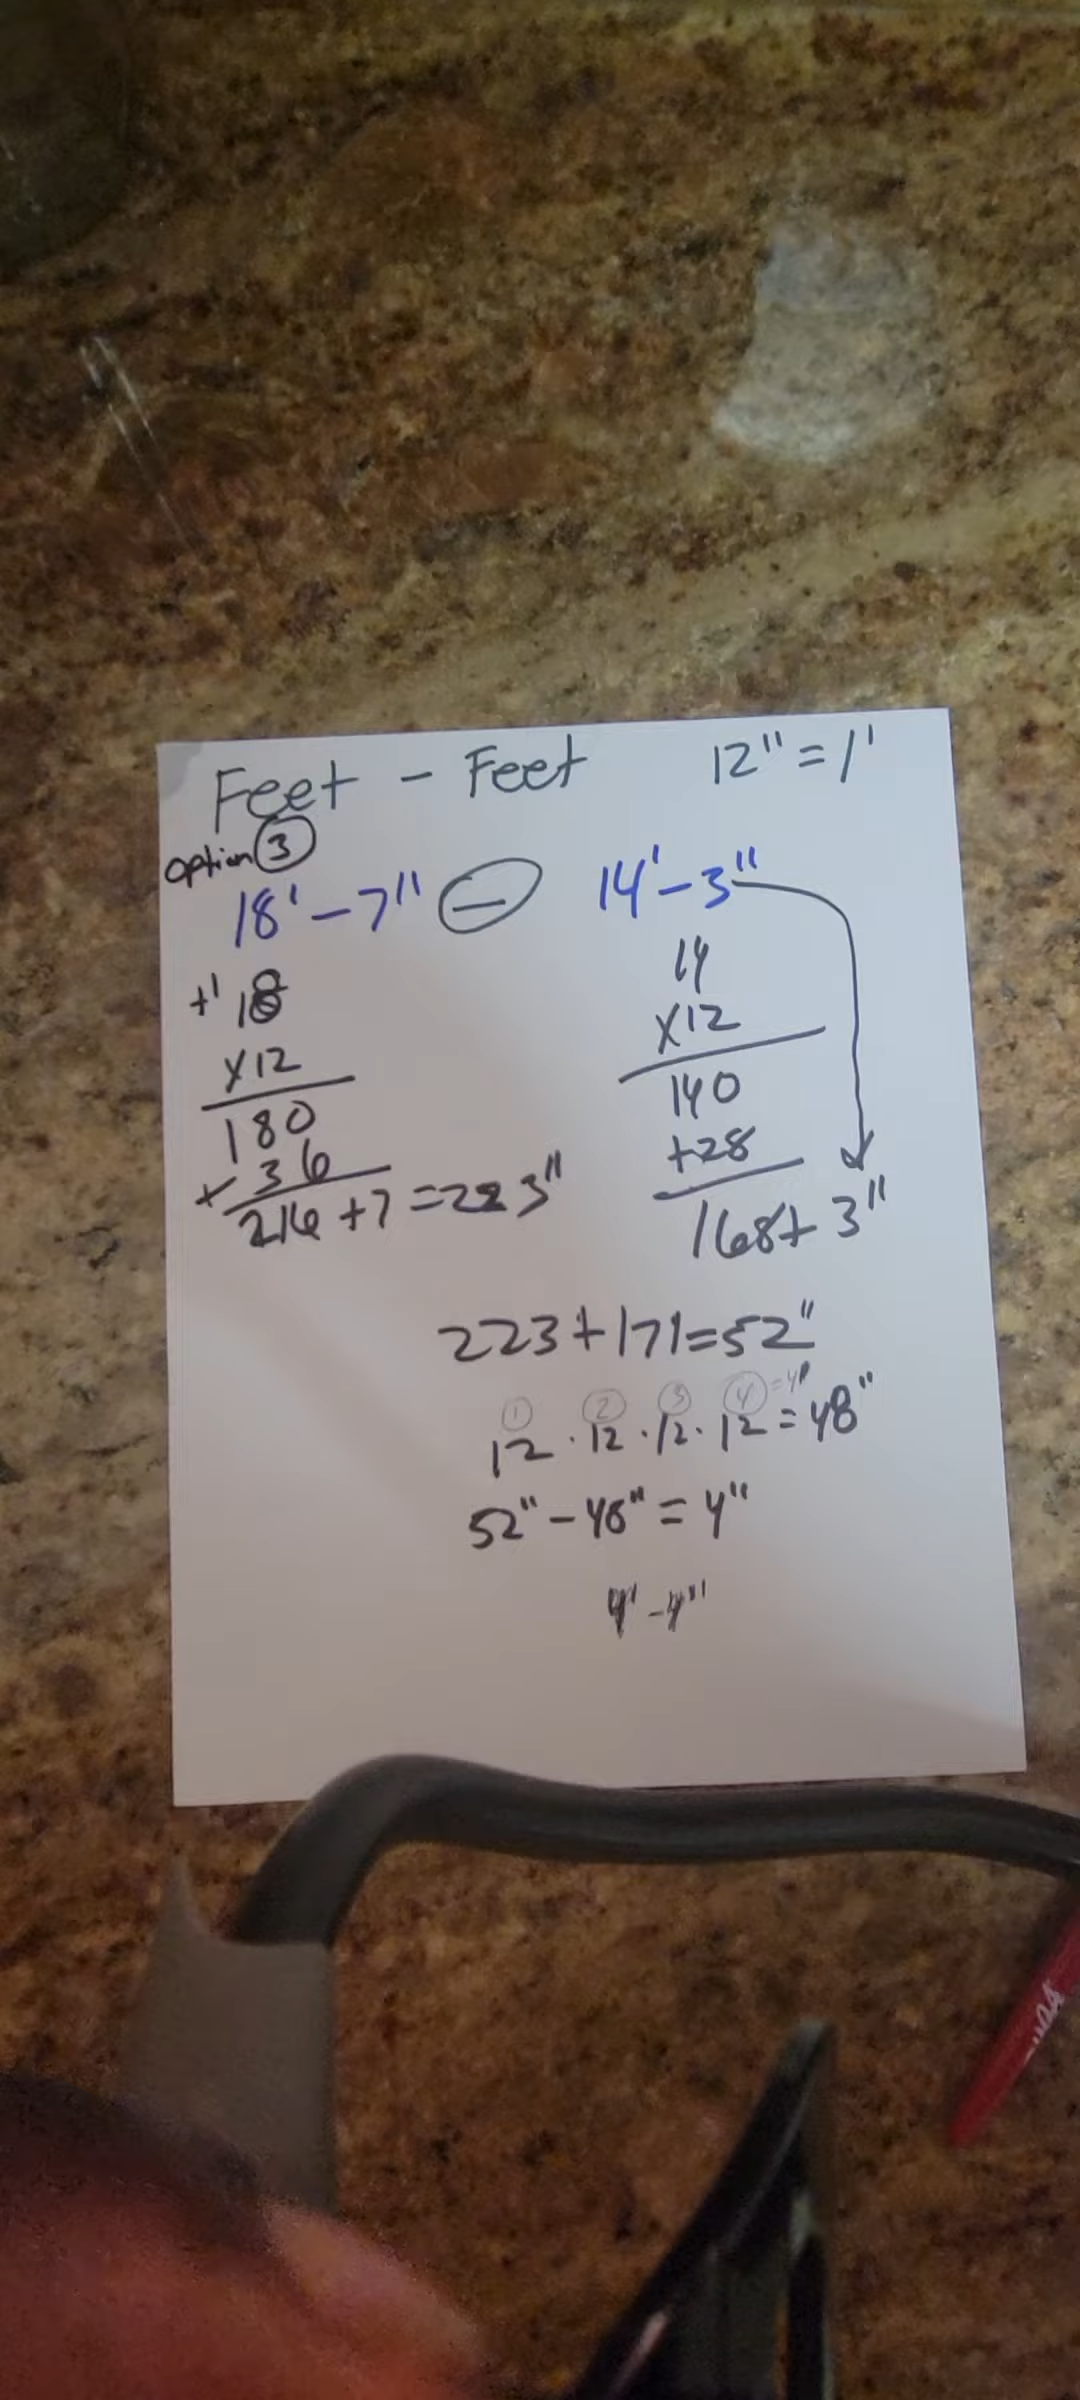 Feet - Feet 12" = 1'
option 3
18' - 7" - 14' - 3"
+1 18
x12
180
+ 36
216 + 7 = 223"
14
x12
140
+28
168 + 3"
223 + 171 = 52"
1 2 3 4 = 4'
12 . 12 . 12 . 12 = 48"
52" - 48" = 4"
4' - 4"